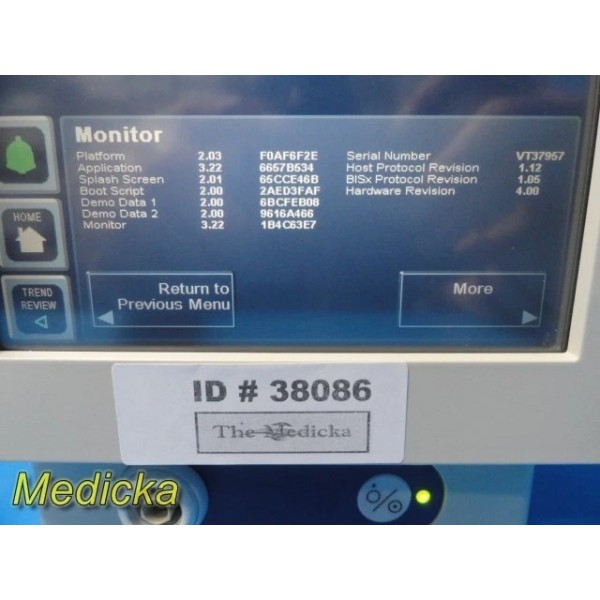 Monitor
Platform 2.03 F0AF6F2E Serial Number VT37957
Application 3.22 6657B534 Host Protocol Revision 1.12
Splash Screen 2.01 65CCE46B BISx Protocol Revision 1.05
Boot Script 2.00 2AED3FAF Hardware Revision 4.00
Demo Data 1 2.00 6BCFEB08
Demo Data 2 2.00 9616A466
Monitor 3.22 1B4C63E7
HOME
TREND
REVIEW
Return to
Previous Menu
More
ID # 38086
The Medicka
Medicka